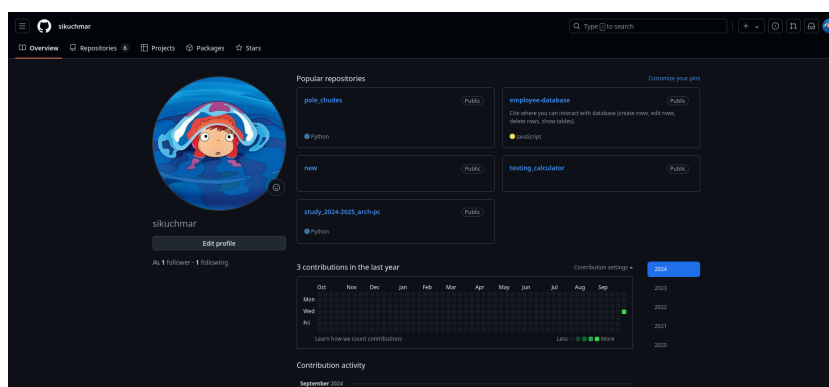 sikuchmar
Type / to search
Overview
Repositories 6
Projects
Packages
Stars
Popular repositories
Customize your pins
pole_chudes
Public
Python
employee-database
Public
Cite where you can interact with database (create rows, edit rows,
delete rows, show tables).
JavaScript
new
Public
testing_calculator
Public
study_2024-2025_arch-pc
Public
Python
sikuchmar
Edit profile
1 follower · 1 following
3 contributions in the last year
Contribution settings
2024
2023
2022
2021
2020
Oct Nov Dec Jan Feb Mar Apr May Jun Jul Aug Sep
Mon
Wed
Fri
Learn how we count contributions
Less
More
Contribution activity
September 2024